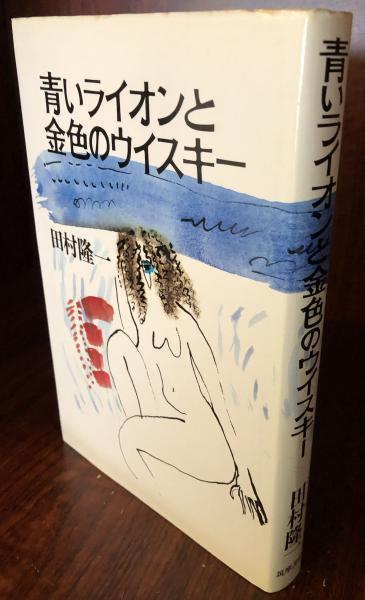 青いライオンと
金色のウイスキー
田村隆一
青いライオンと金色のウイスキー
田村隆一
筑摩